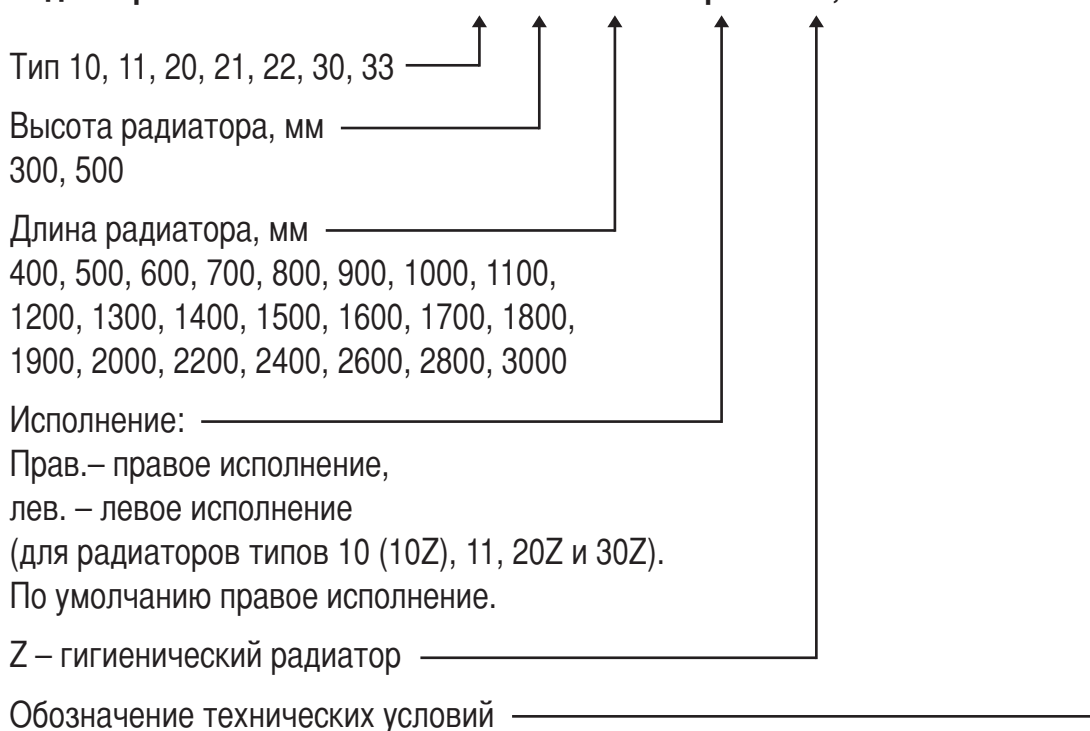 Тип 10, 11, 20, 21, 22, 30, 33
Высота радиатора, мм
300, 500
Длина радиатора, мм
400, 500, 600, 700, 800, 900, 1000, 1100,
1200, 1300, 1400, 1500, 1600, 1700, 1800,
1900, 2000, 2200, 2400, 2600, 2800, 3000
Исполнение:
Прав.– правое исполнение,
лев. – левое исполнение
(для радиаторов типов 10 (10Z), 11, 20Z и 30Z).
По умолчанию правое исполнение.
Z – гигиенический радиатор
Обозначение технических условий